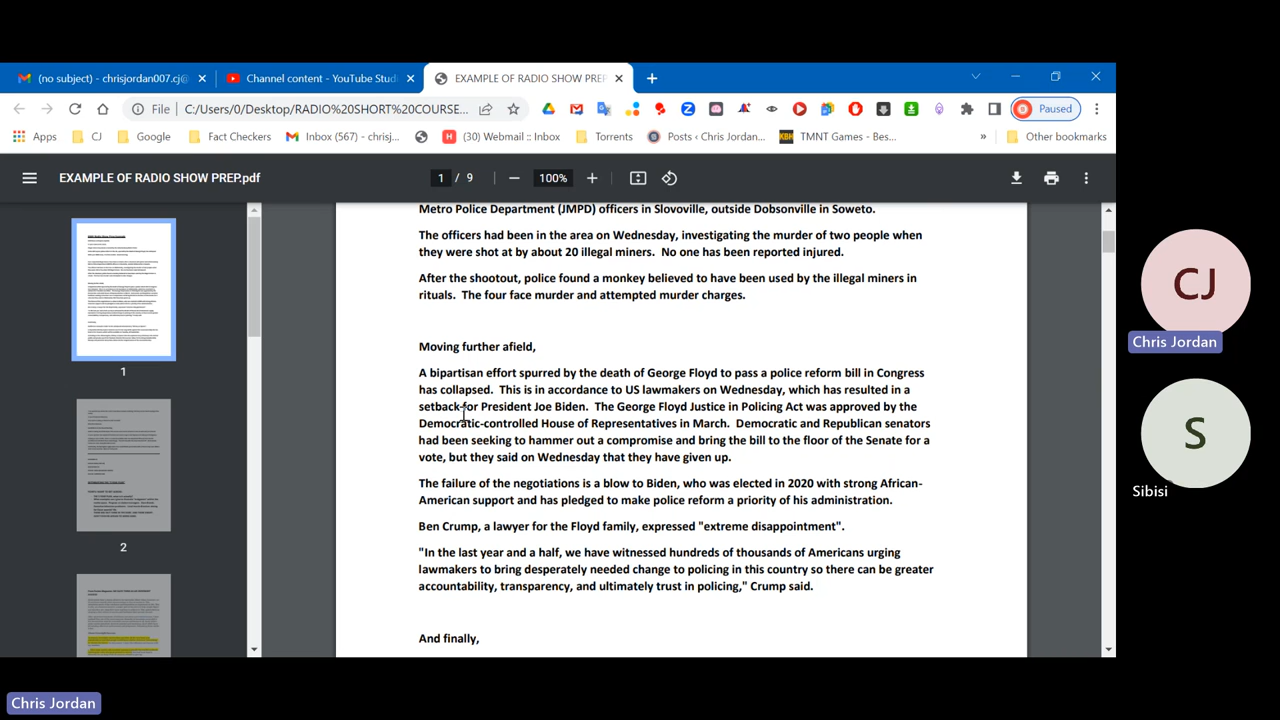 (no subject) - chrisjordan007.cj@
Channel content - YouTube Stud
EXAMPLE OF RADIO SHOW PREP
File
C:/Users/0/Desktop/RADIO%20SHORT%20COURSE...
Paused
Apps
CJ
Google
Fact Checkers
Inbox (567) - chrisj...
(30) Webmail :: Inbox
Torrents
Posts ‹ Chris Jordan...
KBH
TMNT Games - Bes...
»
Other bookmarks
EXAMPLE OF RADIO SHOW PREP.pdf
1 / 9
100%
Metro Police Department (JMPD) officers in Slovoville, outside Dobsonville in Soweto.
The officers had been in the area on Wednesday, investigating the murder of two people when
they were shot at by about 20 illegal miners. No one has been reported injured.
After the shootout, police found a monkey believed to have been used by the illegal miners in
rituals. The four face murder and attempted murder charges.
Moving further afield,
A bipartisan effort spurred by the death of George Floyd to pass a police reform bill in Congress
has collapsed. This is in accordance to US lawmakers on Wednesday, which has resulted in a
setback for President Joe Biden. The George Floyd Justice in Policing Act was approved by the
Democratic-controlled House of Representatives in March. Democratic and Republican senators
had been seeking to hammer out a compromise and bring the bill to the floor of the Senate for a
vote, but they said on Wednesday that they have given up.
The failure of the negotiations is a blow to Biden, who was elected in 2020 with strong African-
American support and pledged to make police reform a priority of his administration.
Ben Crump, a lawyer for the Floyd family, expressed "extreme disappointment".
"In the last year and a half, we have witnessed hundreds of thousands of Americans urging
lawmakers to bring desperately needed change to policing in this country so there can be greater
accountability, transparency, and ultimately trust in policing," Crump said.
And finally,
1
2
CJ
Chris Jordan
S
Sibisi
Chris Jordan